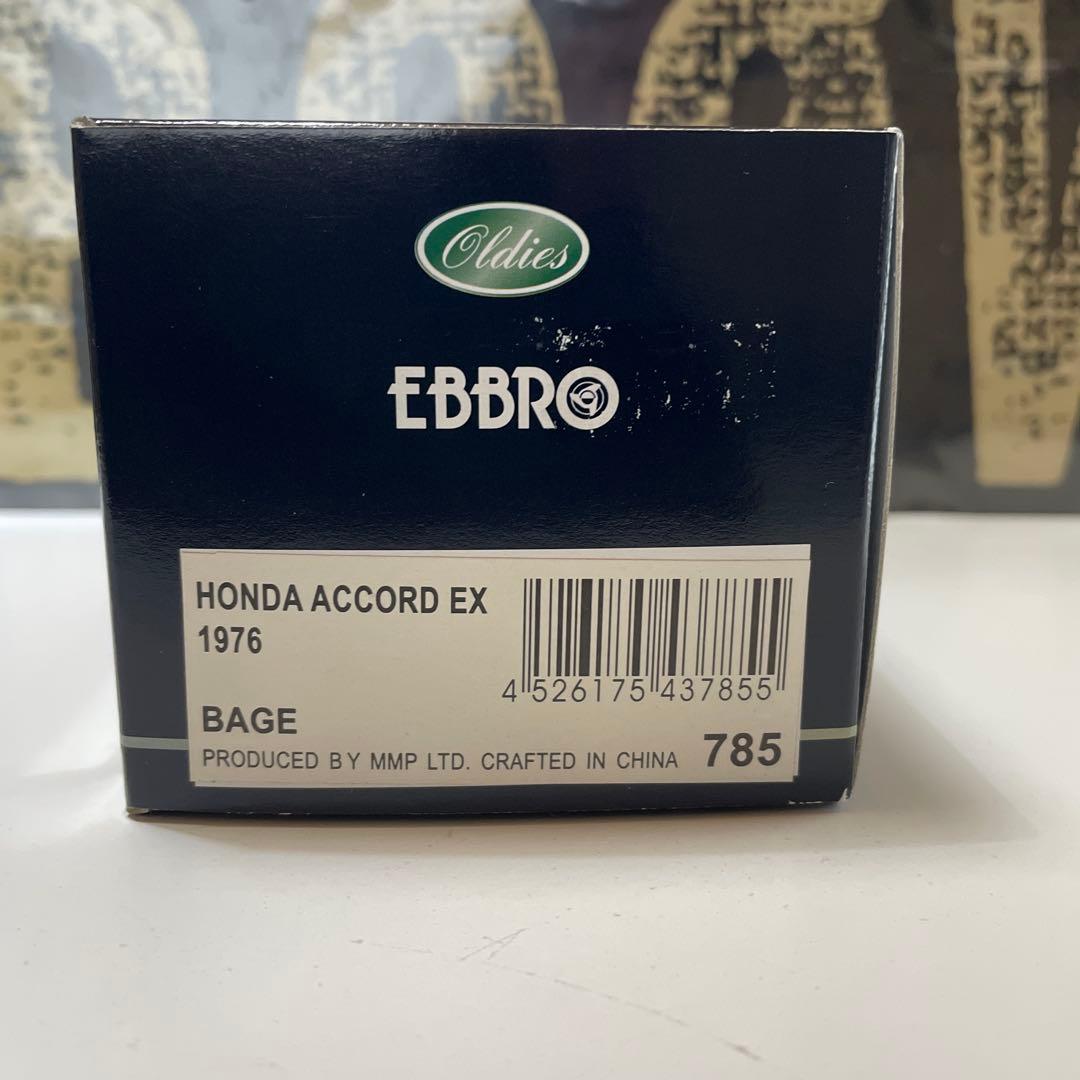 Oldies
EBBRO
HONDA ACCORD EX
1976
4 526175 437855
BAGE
PRODUCED BY MMP LTD. CRAFTED IN CHINA 785